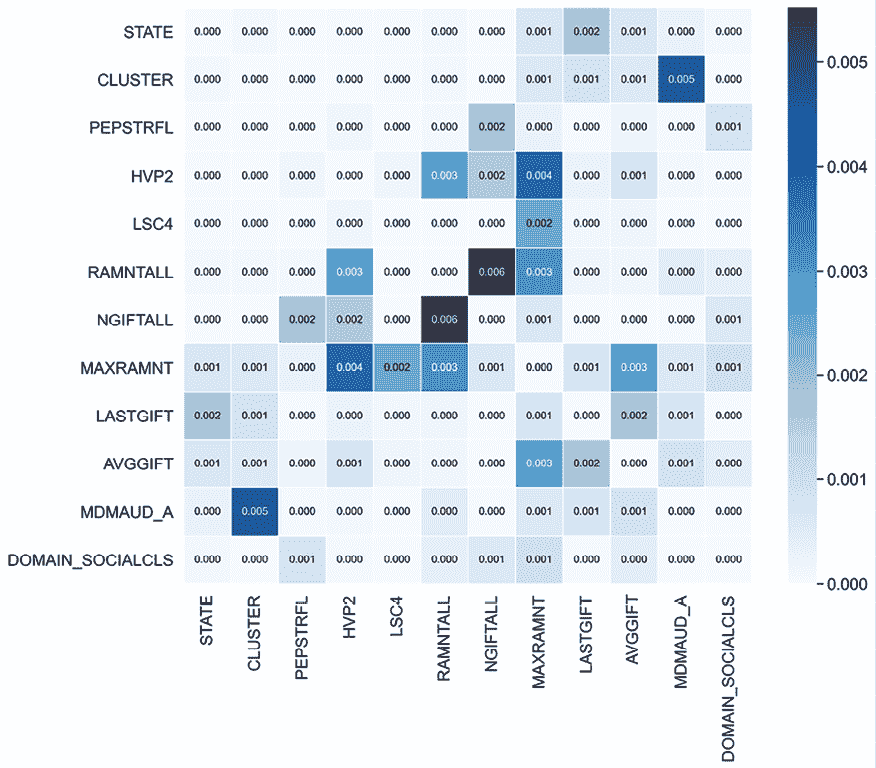 STATE 0.000 0.000 0.000 0.000 0.000 0.000 0.000 0.001 0.002 0.001 0.000 0.000
CLUSTER 0.000 0.000 0.000 0.000 0.000 0.000 0.000 0.001 0.001 0.001 0.005 0.000
PEPSTRFL 0.000 0.000 0.000 0.000 0.000 0.000 0.002 0.000 0.000 0.000 0.000 0.001
HVP2 0.000 0.000 0.000 0.000 0.000 0.003 0.002 0.004 0.000 0.001 0.000 0.000
LSC4 0.000 0.000 0.000 0.000 0.000 0.000 0.000 0.002 0.000 0.000 0.000 0.000
RAMNTALL 0.000 0.000 0.000 0.003 0.000 0.000 0.006 0.003 0.000 0.000 0.000 0.000
NGIFTALL 0.000 0.000 0.002 0.002 0.000 0.006 0.000 0.001 0.000 0.000 0.000 0.001
MAXRAMNT 0.001 0.001 0.000 0.004 0.002 0.003 0.001 0.000 0.001 0.003 0.001 0.001
LASTGIFT 0.002 0.001 0.000 0.000 0.000 0.000 0.000 0.001 0.000 0.002 0.001 0.000
AVGGIFT 0.001 0.001 0.000 0.001 0.000 0.000 0.000 0.003 0.002 0.000 0.001 0.000
MDMAUD_A 0.000 0.005 0.000 0.000 0.000 0.000 0.000 0.001 0.001 0.001 0.000 0.000
DOMAIN_SOCIALCLS 0.000 0.000 0.001 0.000 0.000 0.000 0.001 0.001 0.000 0.000 0.000 0.000
STATE
CLUSTER
PEPSTRFL
HVP2
LSC4
RAMNTALL
NGIFTALL
MAXRAMNT
LASTGIFT
AVGGIFT
MDMAUD_A
DOMAIN_SOCIALCLS
0.005
0.004
0.003
0.002
0.001
0.000